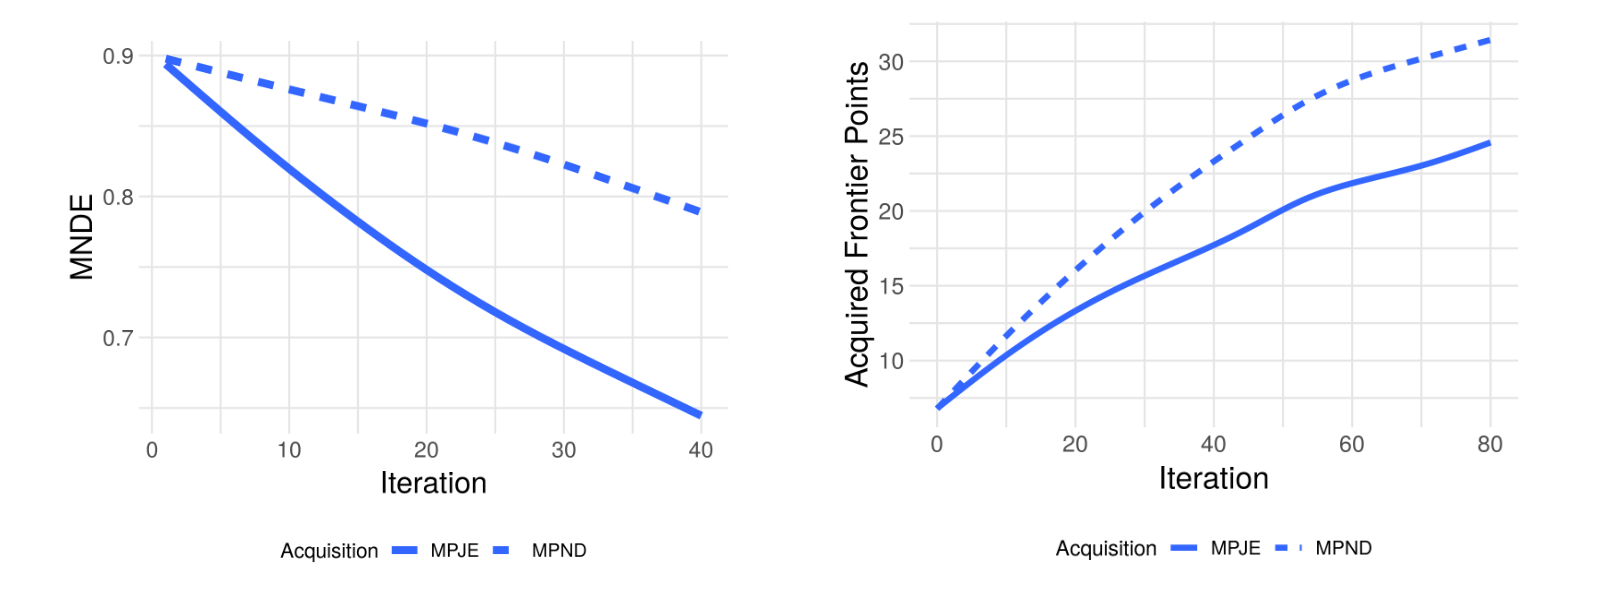 MNDE
0.9
0.8
0.7
0 10 20 30 40
Iteration
Acquisition MPJE MPND
Acquired Frontier Points
30
25
20
15
10
0 20 40 60 80
Iteration
Acquisition MPJE MPND